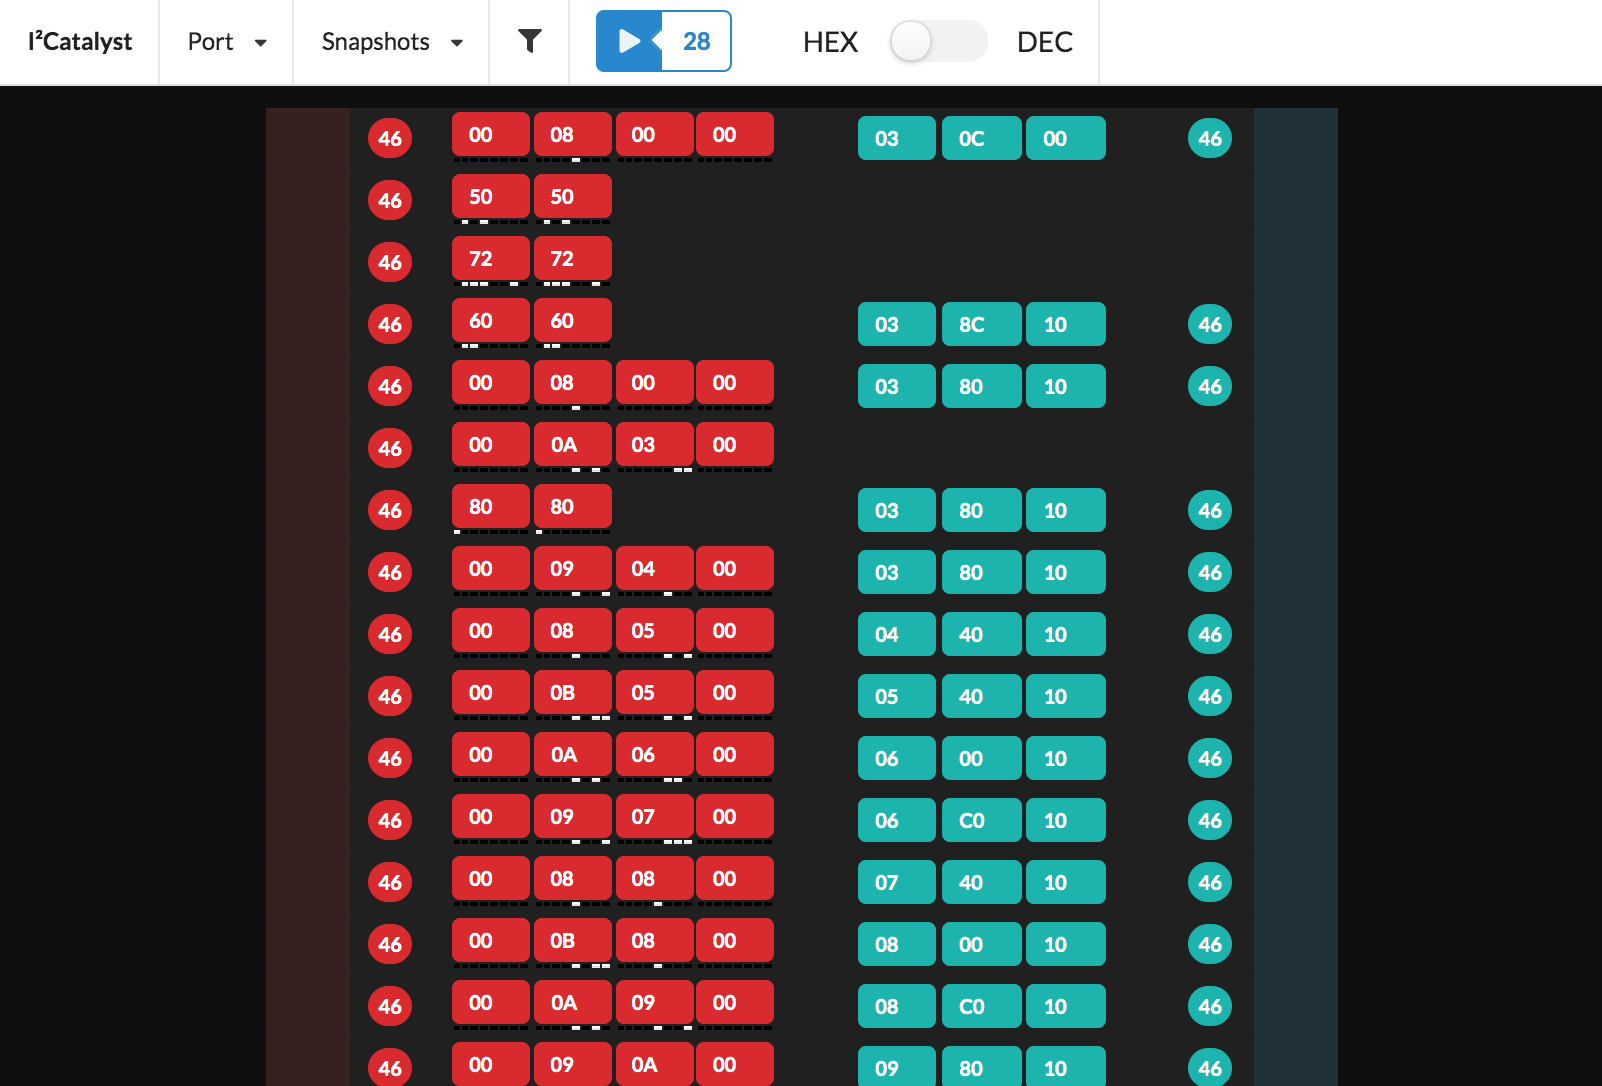 I²Catalyst Port Snapshots 28 HEX DEC
46 00 08 00 00 03 0C 00 46
46 50 50
46 72 72
46 60 60 03 8C 10 46
46 00 08 00 00 03 80 10 46
46 00 0A 03 00
46 80 80 03 80 10 46
46 00 09 04 00 03 80 10 46
46 00 08 05 00 04 40 10 46
46 00 0B 05 00 05 40 10 46
46 00 0A 06 00 06 00 10 46
46 00 09 07 00 06 C0 10 46
46 00 08 08 00 07 40 10 46
46 00 0B 08 00 08 00 10 46
46 00 0A 09 00 08 C0 10 46
46 00 09 0A 00 09 80 10 46